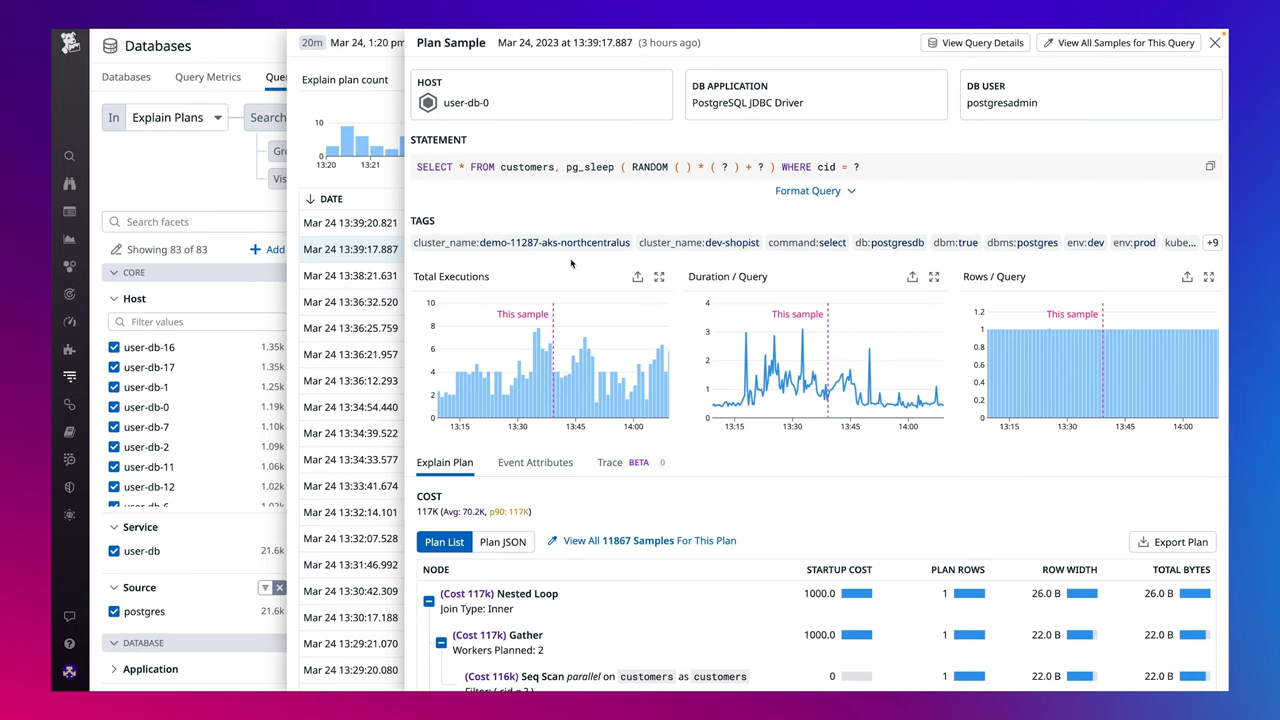 Databases
Databases
Query Metrics
In
Explain Plans
Search
Search facets
Showing 83 of 83
Add
CORE
Host
Filter values
user-db-16 1.35k
user-db-17 1.35k
user-db-1 1.25k
user-db-0 1.19k
user-db-7 1.10k
user-db-2 1.09k
user-db-11 1.06k
user-db-12 1.02k
Service
user-db 21.6k
Source
postgres 21.6k
DATABASE
Application
20m Mar 24, 1:20 pm
Explain plan count
10
0
13:20 13:21
DATE
Mar 24 13:39:20.821
Mar 24 13:39:17.887
Mar 24 13:38:21.631
Mar 24 13:36:32.520
Mar 24 13:36:25.759
Mar 24 13:36:21.957
Mar 24 13:36:12.293
Mar 24 13:34:54.440
Mar 24 13:34:39.522
Mar 24 13:34:33.577
Mar 24 13:33:41.674
Mar 24 13:32:14.101
Mar 24 13:32:07.528
Mar 24 13:31:46.992
Mar 24 13:30:42.309
Mar 24 13:30:17.188
Mar 24 13:29:21.070
Mar 24 13:29:20.080
Plan Sample Mar 24, 2023 at 13:39:17.887 (3 hours ago)
View Query Details
View All Samples for This Query
HOST
user-db-0
DB APPLICATION
PostgreSQL JDBC Driver
DB USER
postgresadmin
STATEMENT
SELECT * FROM customers, pg_sleep ( RANDOM ( ) * ( ? ) + ? ) WHERE cid = ?
Format Query
TAGS
cluster_name:demo-11287-aks-northcentralus cluster_name:dev-shopist command:select db:postgresdb dbm:true dbms:postgres env:dev env:prod kube... +9
Total Executions
10
8
6
4
2
0
This sample
13:15 13:30 13:45 14:00
Duration / Query
4
3
2
1
0
This sample
13:15 13:30 13:45 14:00
Rows / Query
1.2
1
0.8
0.6
0.4
0.2
0
This sample
13:15 13:30 13:45 14:00
Explain Plan
Event Attributes
Trace BETA 0
COST
117K (Avg: 70.2K, p90: 117K)
Plan List
Plan JSON
View All 11867 Samples For This Plan
Export Plan
NODE STARTUP COST PLAN ROWS ROW WIDTH TOTAL BYTES
(Cost 117k) Nested Loop 1000.0 1 26.0 B 26.0 B
Join Type: Inner
(Cost 117k) Gather 1000.0 1 22.0 B 22.0 B
Workers Planned: 2
(Cost 116k) Seq Scan parallel on customers as customers 0 1 22.0 B 22.0 B